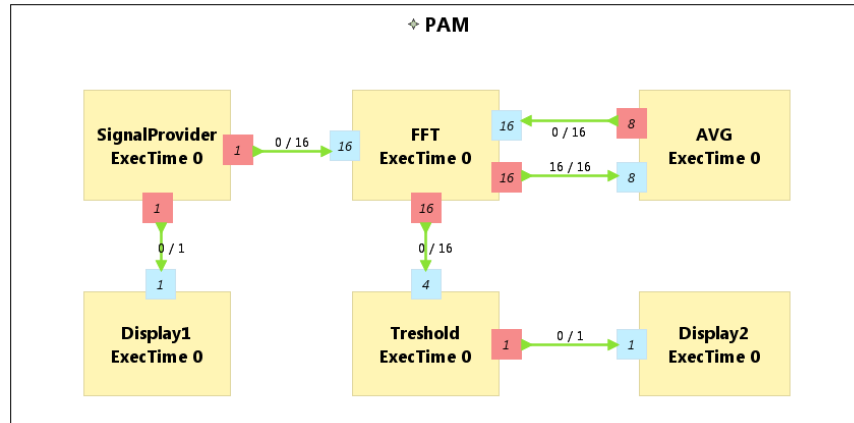 PAM
SignalProvider
ExecTime 0
1
0 / 16
16
FFT
ExecTime 0
16
0 / 16
8
AVG
ExecTime 0
16
16 / 16
8
1
0 / 1
1
16
0 / 16
4
Display1
ExecTime 0
Treshold
ExecTime 0
1
0 / 1
1
Display2
ExecTime 0